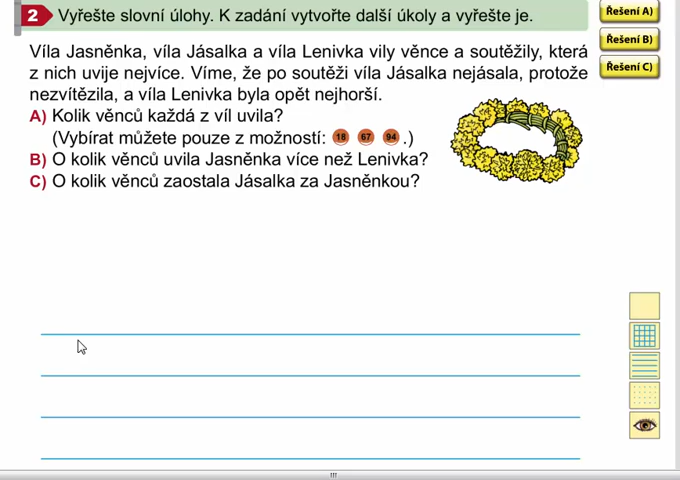 2 Vyřešte slovní úlohy. K zadání vytvořte další úkoly a vyřešte je.
Řešení A)
Řešení B)
Řešení C)
Víla Jasněnka, víla Jásalka a víla Lenivka vily věnce a soutěžily, která
z nich uvije nejvíce. Víme, že po soutěži víla Jásalka nejásala, protože
nezvítězila, a víla Lenivka byla opět nejhorší.
A) Kolik věnců každá z víl uvila?
(Vybírat můžete pouze z možností: 18 67 94 .)
B) O kolik věnců uvila Jasněnka více než Lenivka?
C) O kolik věnců zaostala Jásalka za Jasněnkou?